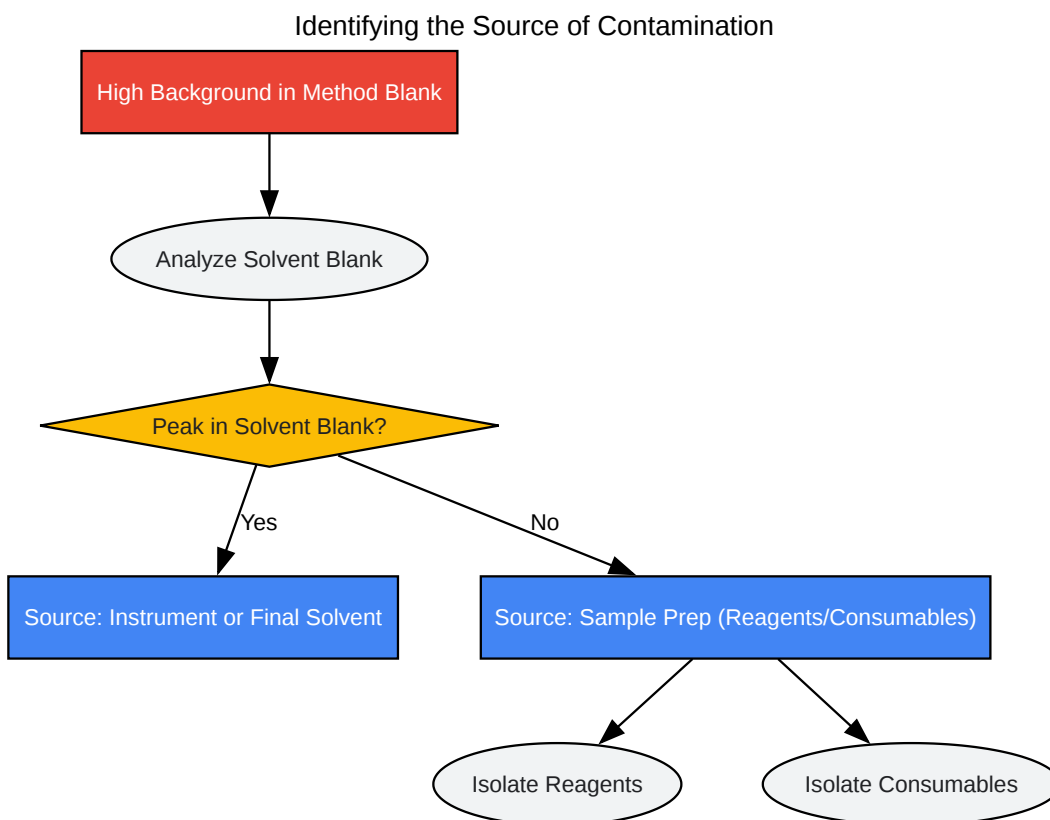 Identifying the Source of Contamination
High Background in Method Blank
Analyze Solvent Blank
Peak in Solvent Blank?
Yes
No
Source: Instrument or Final Solvent
Source: Sample Prep (Reagents/Consumables)
Isolate Reagents
Isolate Consumables